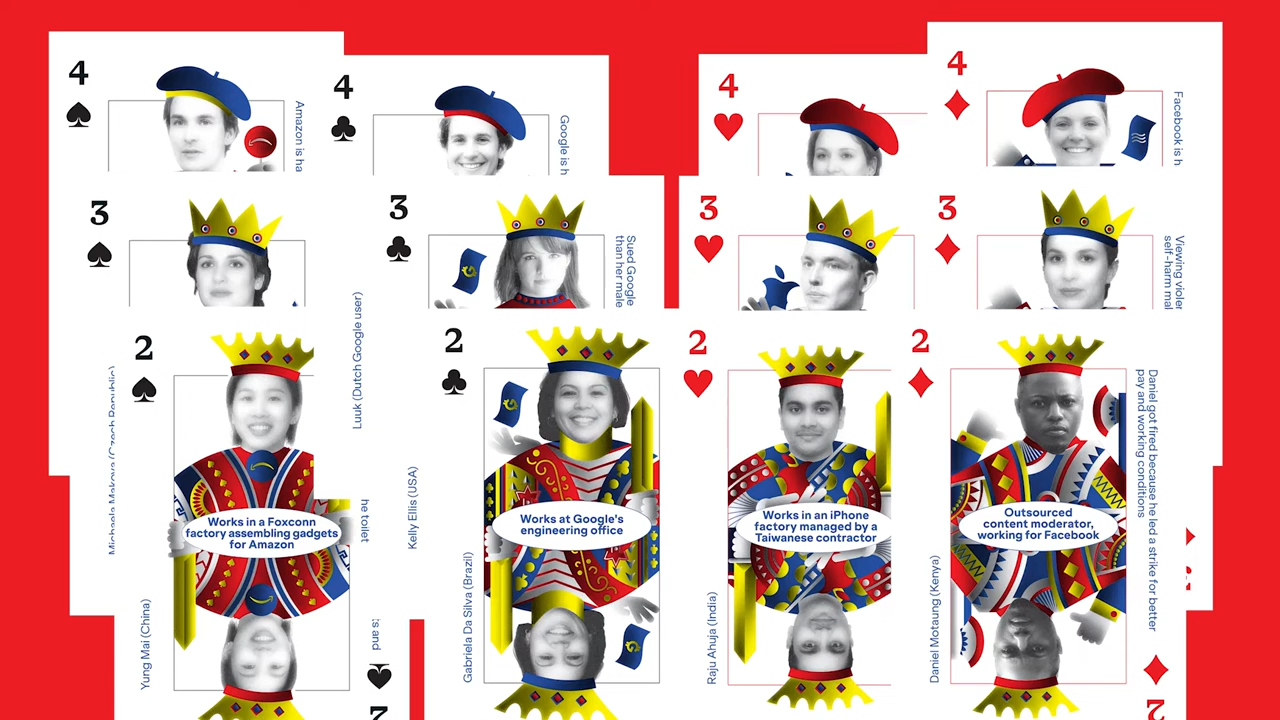 4
Amazon is ha
4
Google is h
4
4
Facebook is h
3
3
Sued Google
than her male
3
3
Viewing violen
self-harm mat
2
Works in a Foxconn
factory assembling gadgets
for Amazon
Yung Mai (China)
Luuk (Dutch Google user)
he toilet
2
Works at Google's
engineering office
Kelly Ellis (USA)
Gabriela Da Silva (Brazil)
2
Works in an iPhone
factory managed by a
Taiwanese contractor
Raju Ahuja (India)
2
Outsourced
content moderator,
working for Facebook
Daniel Motaung (Kenya)
Daniel got fired because he led a strike for better
pay and working conditions
2
2